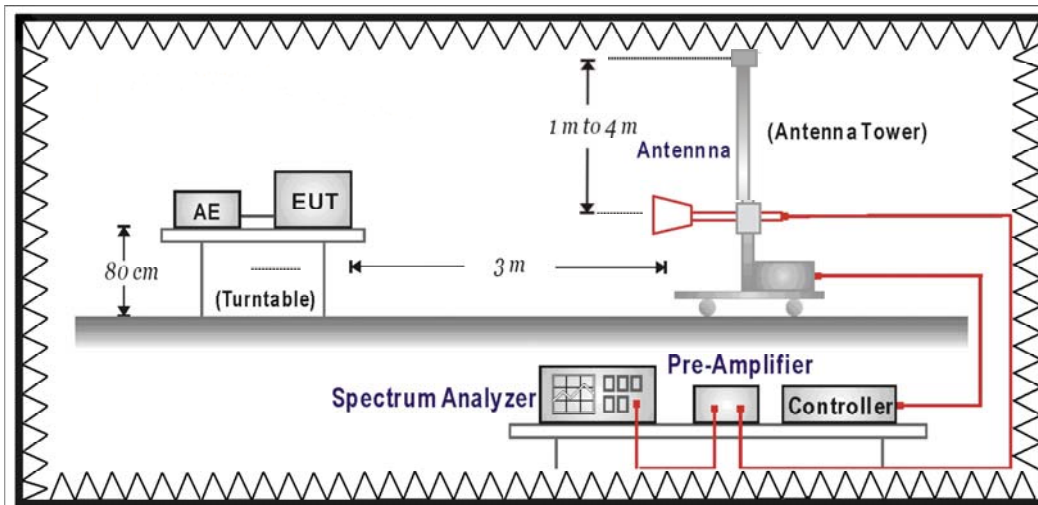 1 m to 4 m
(Antenna Tower)
Antennna
AE
EUT
80 cm
3 m
(Turntable)
Pre-Amplifier
Spectrum Analyzer
Controller